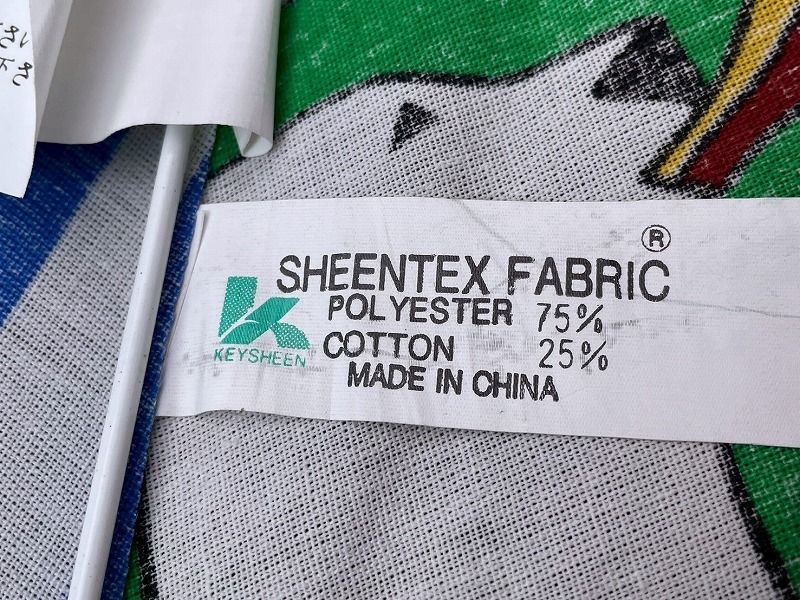 SHEENTEX FABRIC®
POLYESTER 75%
COTTON 25%
MADE IN CHINA
KEYSHEEN